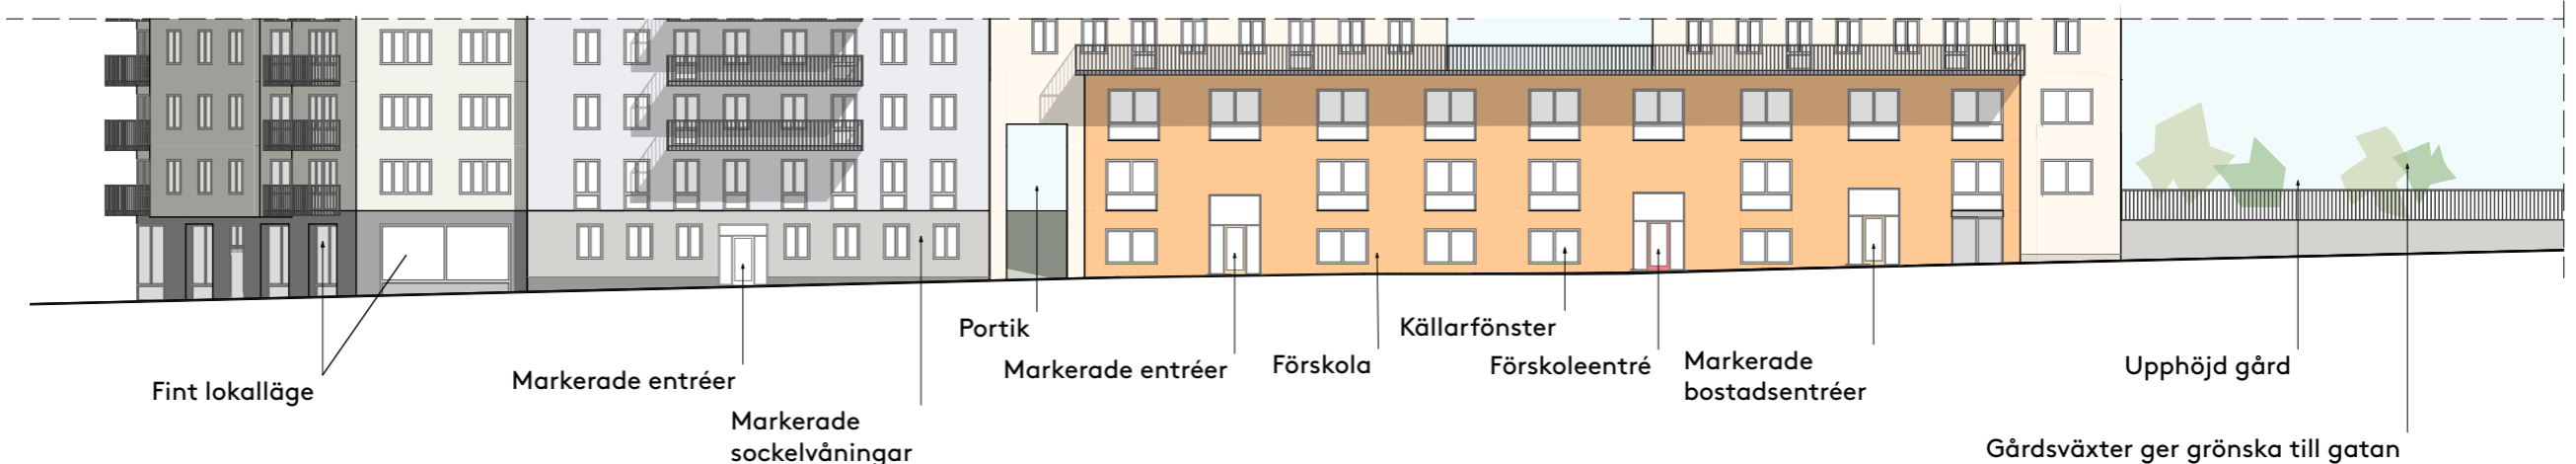 Fint lokalläge
Markerade entréer
Markerade
sockelvåningar
Portik
Markerade entréer
Förskola
Källarfönster
Förskoleentré
Markerade
bostadsentréer
Upphöjd gård
Gårdsväxter ger grönska till gatan